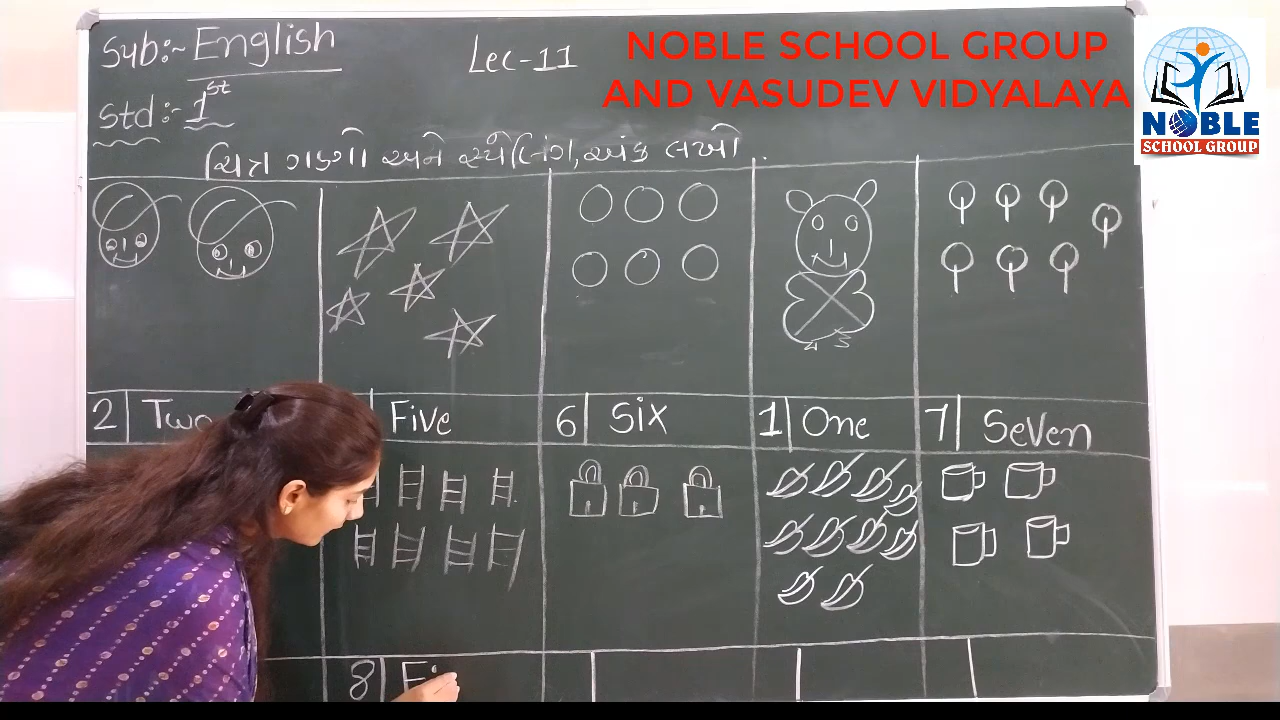 Sub:- English
Lec-11
NOBLE SCHOOL GROUP
AND VASUDEV VIDYALAYA
NOBLE
SCHOOL GROUP
Std:- 1st
ચિત્ર ગણો અને સ્પેલિંગ, અંક લખો.
2 Two
Five
6 Six
1 One
7 Seven
8 Ei